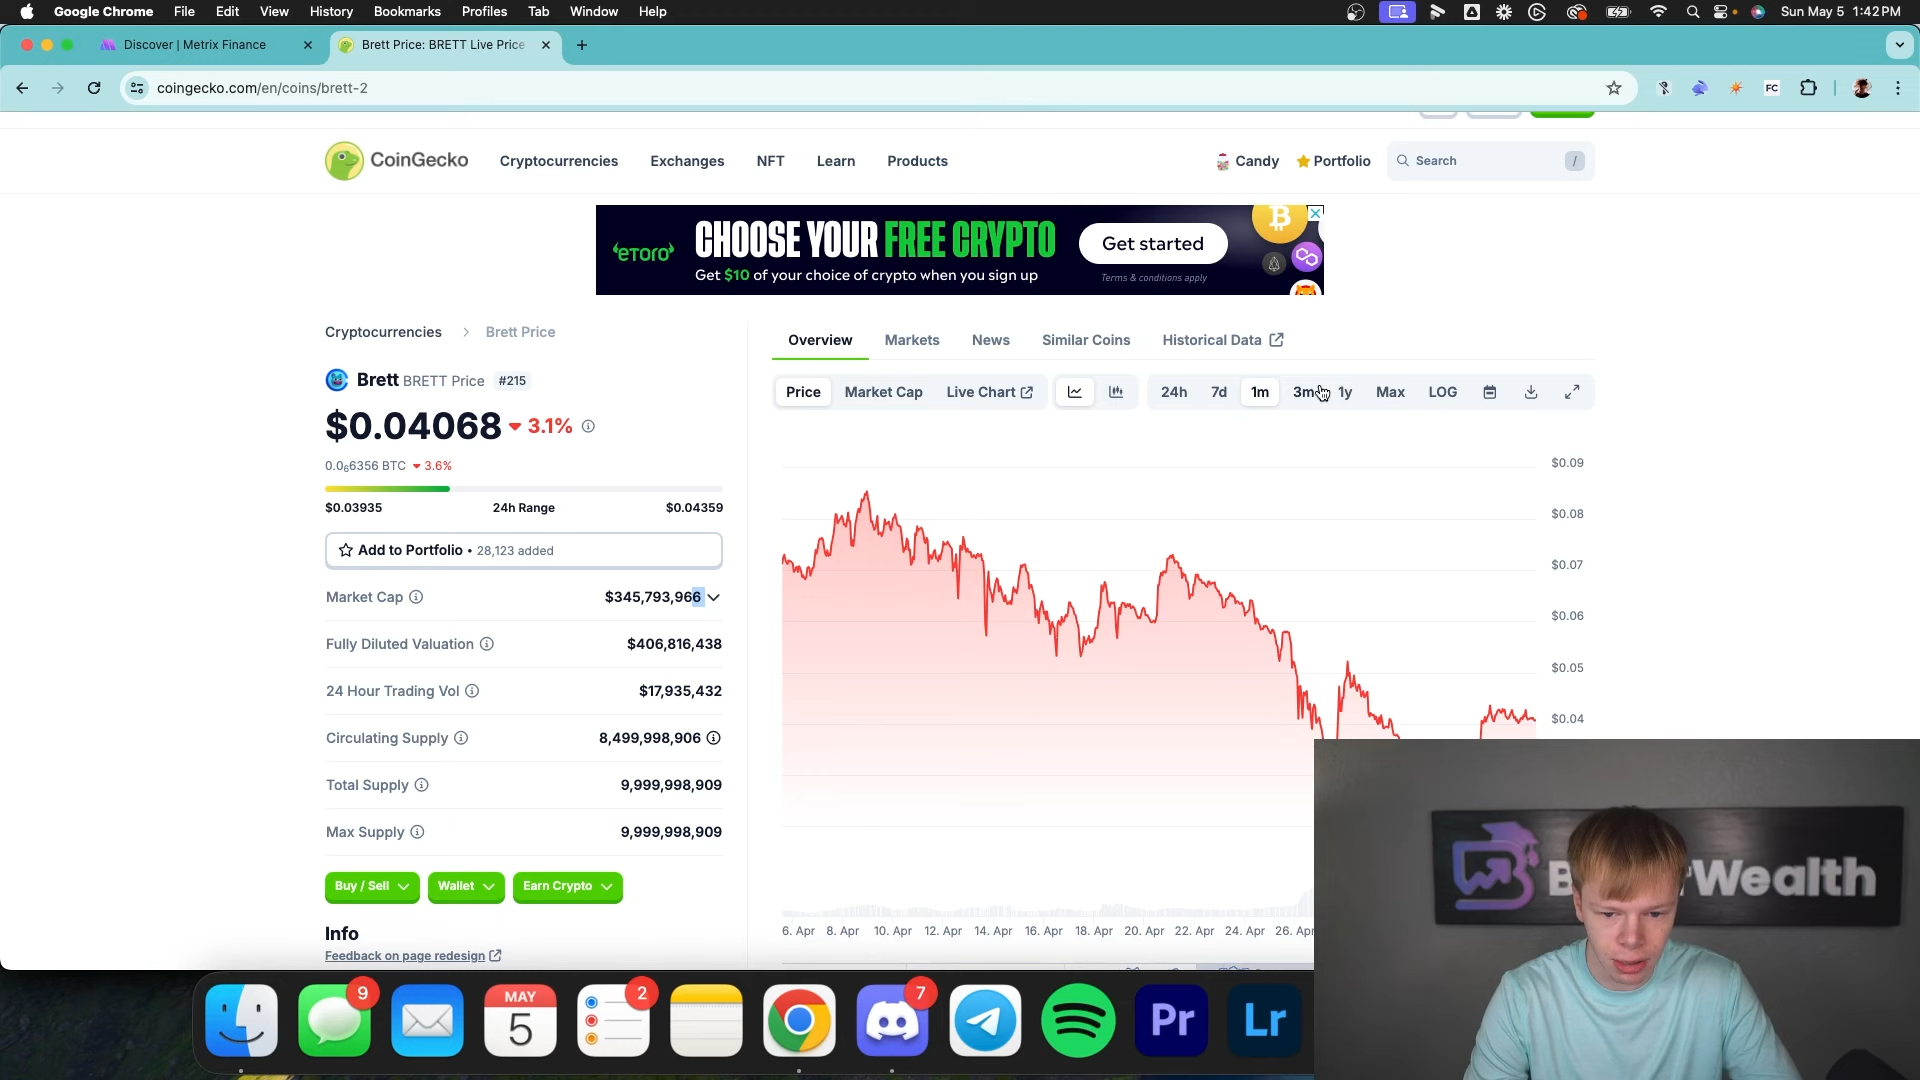 Google Chrome File Edit View History Bookmarks Profiles Tab Window Help Sun May 5 1:42 PM
Discover | Metrix Finance Brett Price: BRETT Live Price
coingecko.com/en/coins/brett-2 FC
CoinGecko Cryptocurrencies Exchanges NFT Learn Products Candy Portfolio Search /
eToro CHOOSE YOUR FREE CRYPTO Get started
Get $10 of your choice of crypto when you sign up Terms & conditions apply
Cryptocurrencies > Brett Price
Overview Markets News Similar Coins Historical Data
Brett BRETT Price #215
Price Market Cap Live Chart 24h 7d 1m 3m 1y Max LOG
$0.04068 3.1%
0.0₆6356 BTC 3.6%
$0.03935 24h Range $0.04359
Add to Portfolio • 28,123 added
Market Cap $345,793,966
Fully Diluted Valuation $406,816,438
24 Hour Trading Vol $17,935,432
Circulating Supply 8,499,998,906
Total Supply 9,999,998,909
Max Supply 9,999,998,909
Buy / Sell Wallet Earn Crypto
Info
Feedback on page redesign
$0.09
$0.08
$0.07
$0.06
$0.05
$0.04
6. Apr 8. Apr 10. Apr 12. Apr 14. Apr 16. Apr 18. Apr 20. Apr 22. Apr 24. Apr 26. Apr
Wealth
9 MAY 5 2 7 Pr Lr